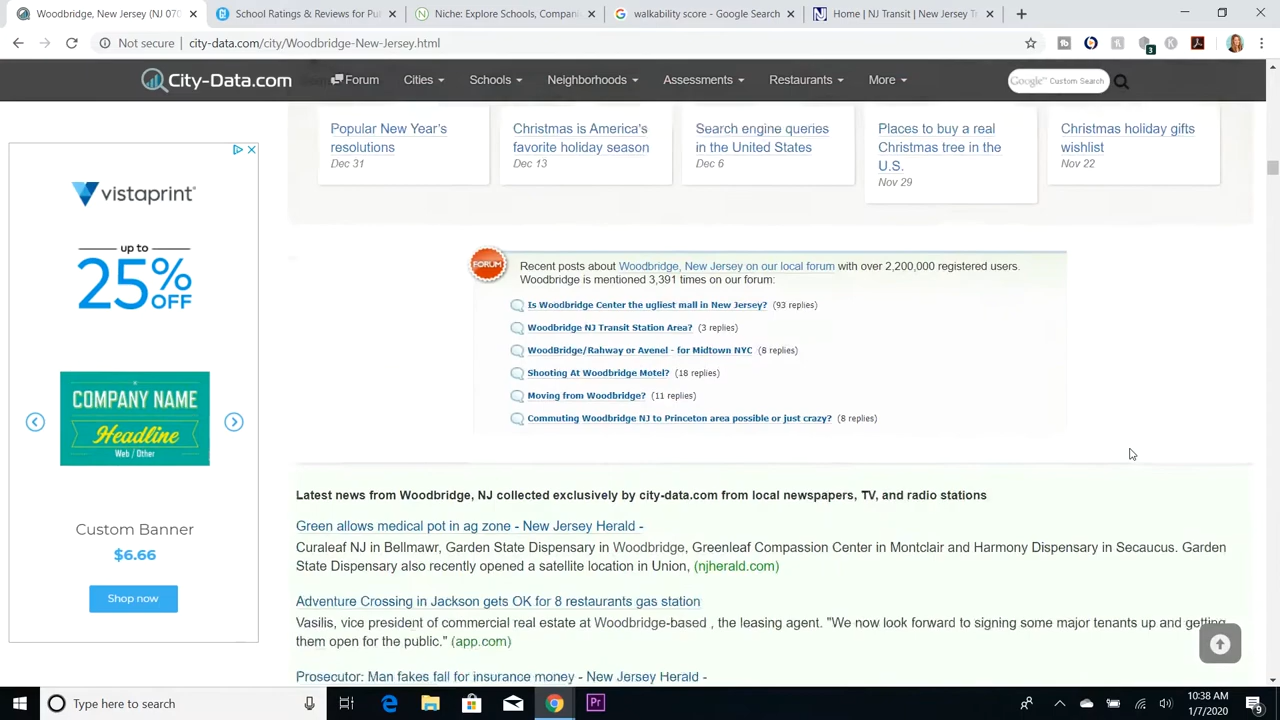 Woodbridge, New Jersey (NJ 070
School Ratings & Reviews for Pu
Niche: Explore Schools, Compani
walkability score - Google Search
Home | NJ Transit | New Jersey T
Not secure | city-data.com/city/Woodbridge-New-Jersey.html
3
City-Data.com
Forum
Cities
Schools
Neighborhoods
Assessments
Restaurants
More
Google™ Custom Search
Popular New Year's
resolutions
Dec 31
Christmas is America's
favorite holiday season
Dec 13
Search engine queries
in the United States
Dec 6
Places to buy a real
Christmas tree in the
U.S.
Nov 29
Christmas holiday gifts
wishlist
Nov 22
vistaprint
up to
25%
OFF
COMPANY NAME
Headline
Web / Other
Custom Banner
$6.66
Shop now
FORUM
Recent posts about Woodbridge, New Jersey on our local forum with over 2,200,000 registered users.
Woodbridge is mentioned 3,391 times on our forum:
Is Woodbridge Center the ugliest mall in New Jersey? (93 replies)
Woodbridge NJ Transit Station Area? (3 replies)
WoodBridge/Rahway or Avenel - for Midtown NYC (8 replies)
Shooting At Woodbridge Motel? (18 replies)
Moving from Woodbridge? (11 replies)
Commuting Woodbridge NJ to Princeton area possible or just crazy? (8 replies)
Latest news from Woodbridge, NJ collected exclusively by city-data.com from local newspapers, TV, and radio stations
Green allows medical pot in ag zone - New Jersey Herald -
Curaleaf NJ in Bellmawr, Garden State Dispensary in Woodbridge, Greenleaf Compassion Center in Montclair and Harmony Dispensary in Secaucus. Garden
State Dispensary also recently opened a satellite location in Union, (njherald.com)
Adventure Crossing in Jackson gets OK for 8 restaurants gas station
Vasilis, vice president of commercial real estate at Woodbridge-based , the leasing agent. "We now look forward to signing some major tenants up and getting
them open for the public." (app.com)
Prosecutor: Man fakes fall for insurance money - New Jersey Herald -
Type here to search
Pr
10:38 AM
1/7/2020
9